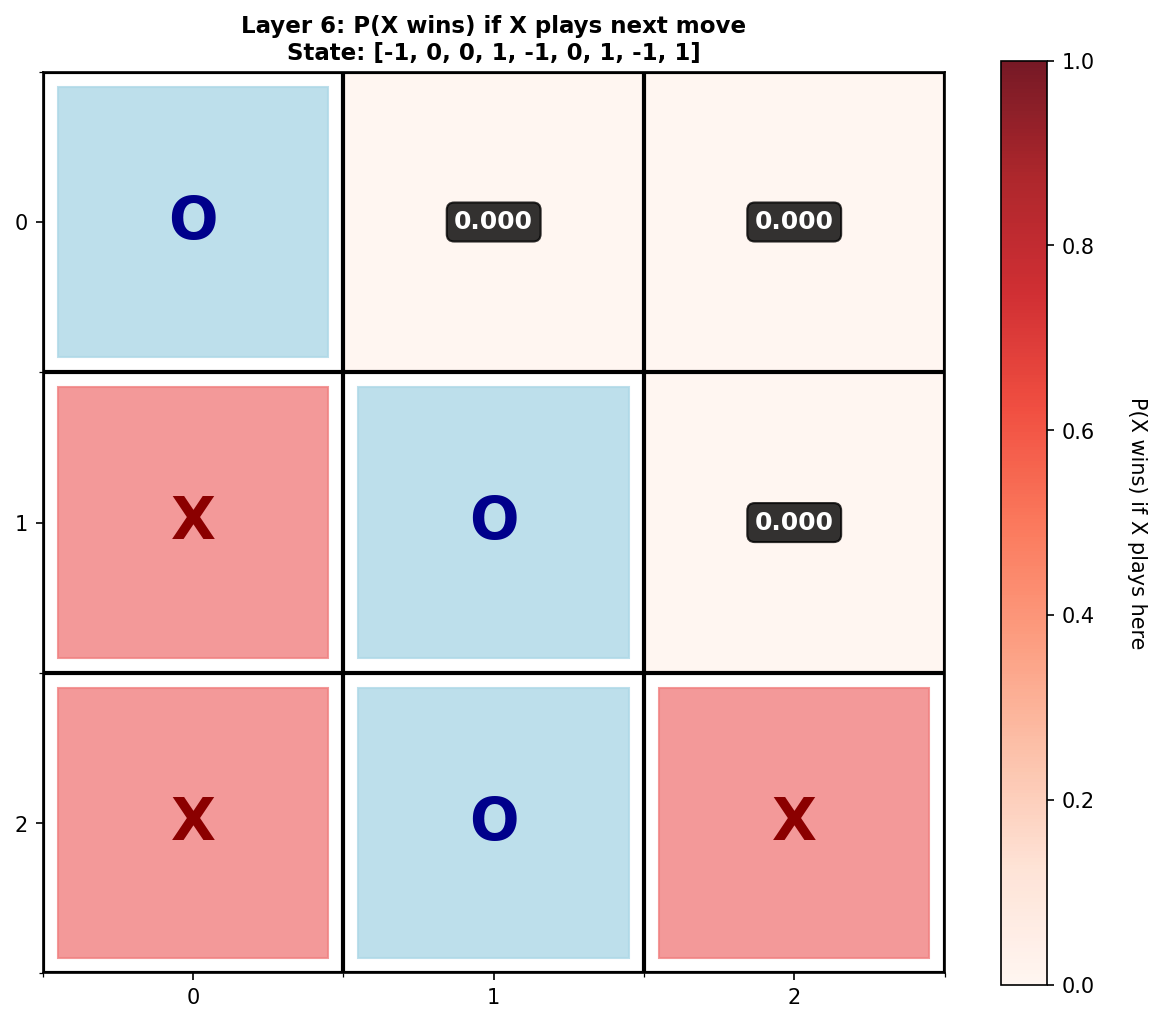 Layer 6: P(X wins) if X plays next move
State: [-1, 0, 0, 1, -1, 0, 1, -1, 1]
0
O
0.000
0.000
1
X
O
0.000
2
X
O
X
0
1
2
1.0
0.8
0.6
0.4
0.2
0.0
P(X wins) if X plays here